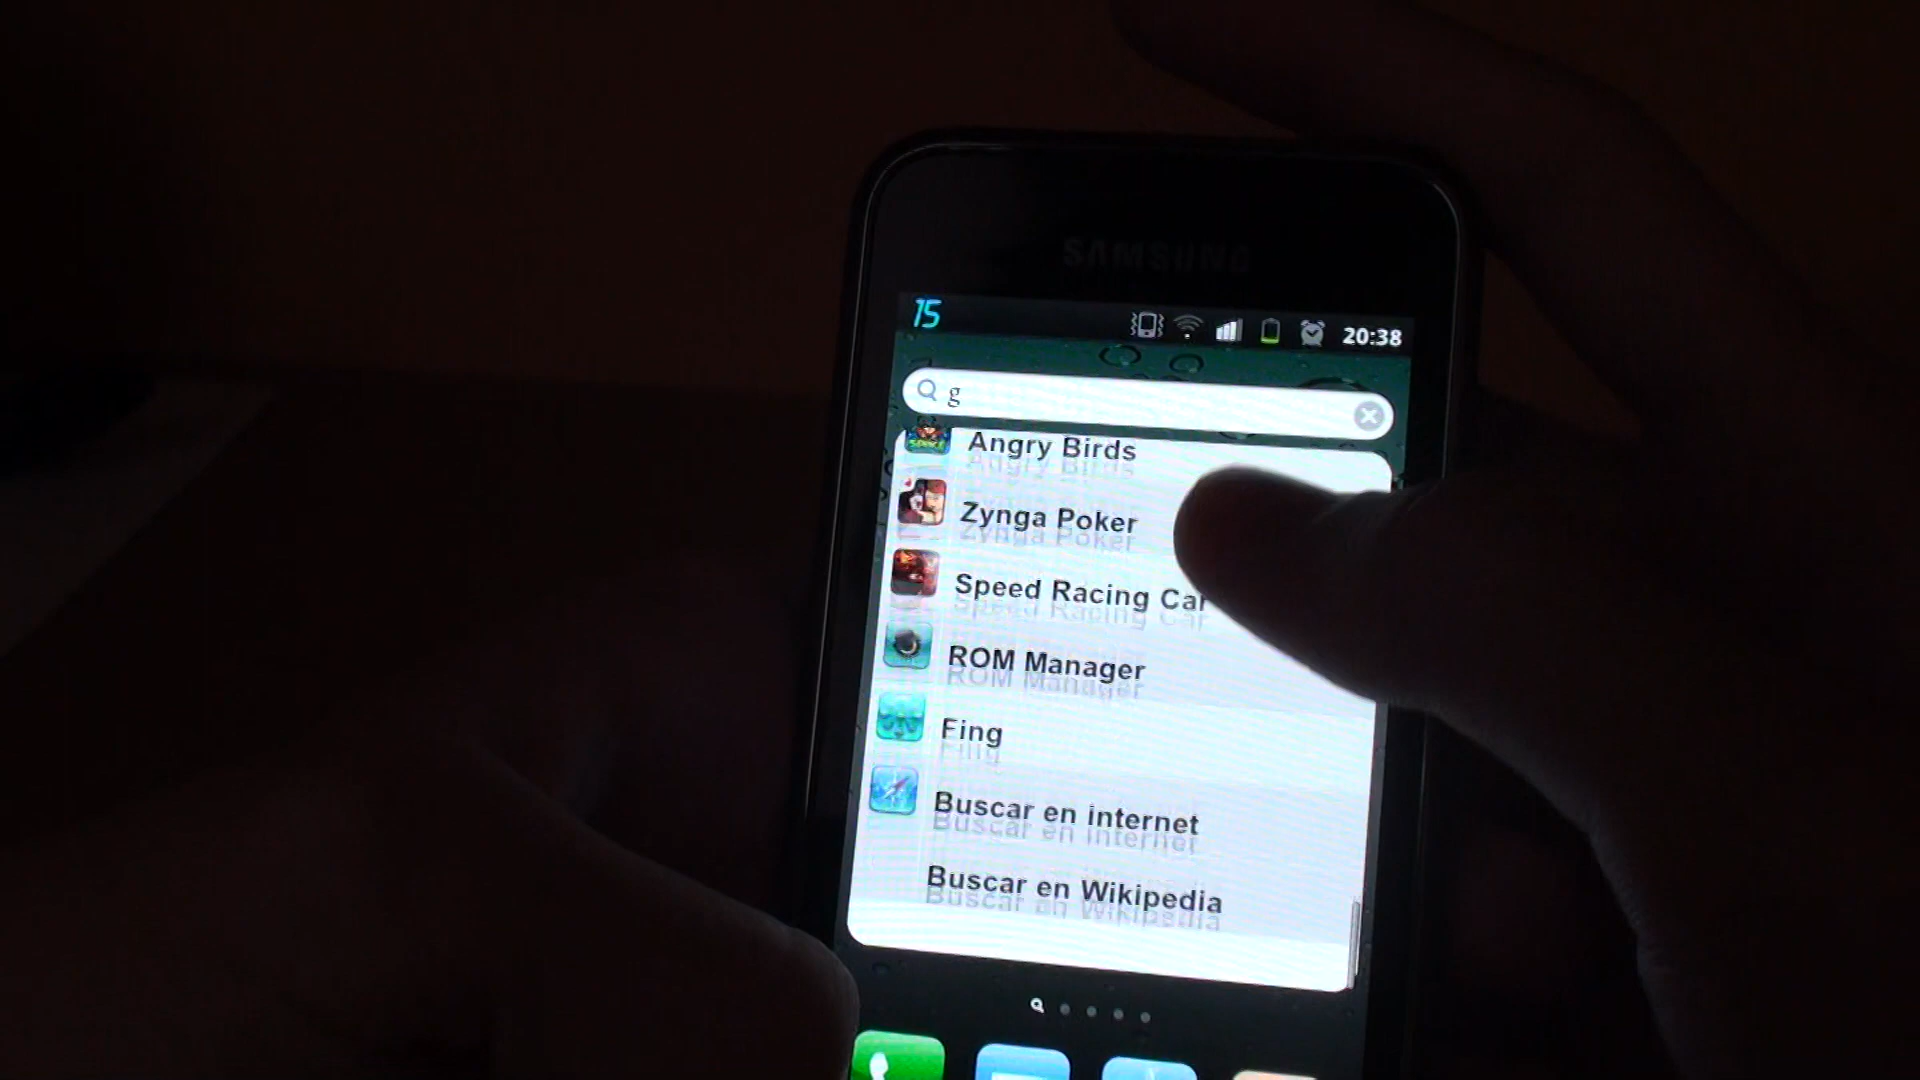 SAMSUNG
15
20:38
g
Angry Birds
Zynga Poker
Speed Racing Car
ROM Manager
Fing
Buscar en internet
Buscar en Wikipedia